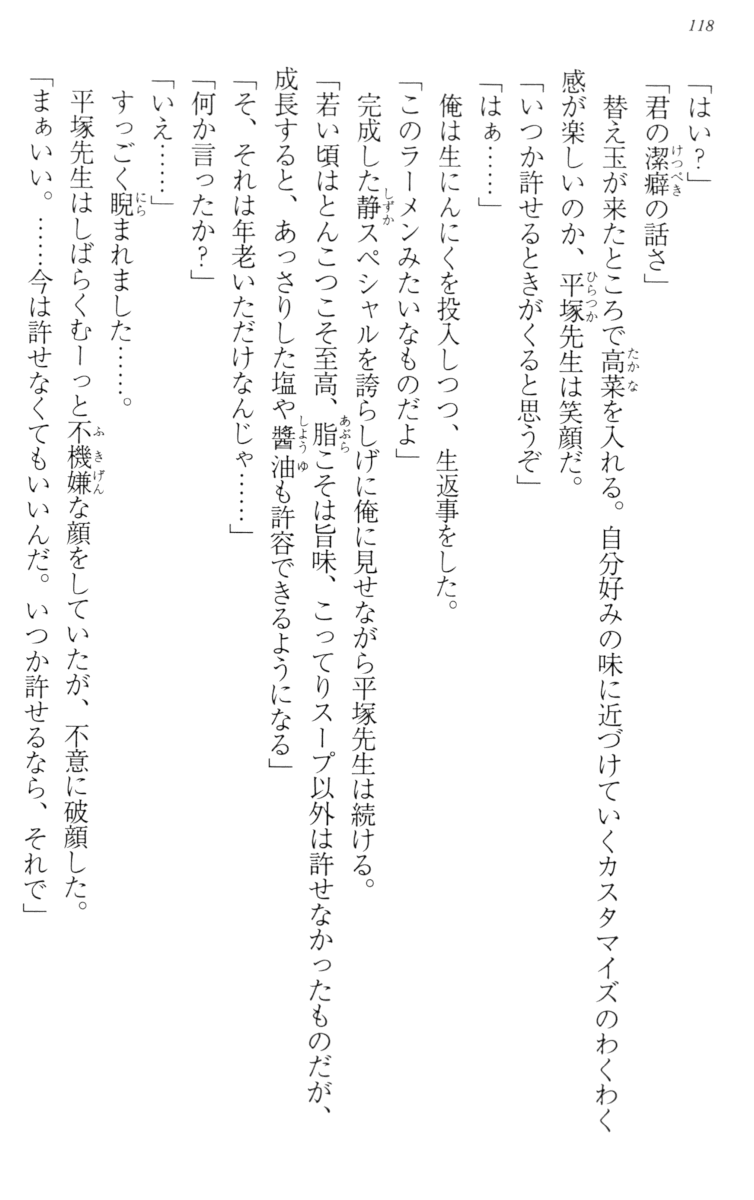 118
「はい?」
「君の潔癖の話さ」
　替え玉が来たところで高菜を入れる。自分好みの味に近づけていくカスタマイズのわくわく
感が楽しいのか、平塚先生は笑顔だ。
「いつか許せるときがくると思うぞ」
「はぁ……」
　俺は生にんにくを投入しつつ、生返事をした。
「このラーメンみたいなものだよ」
　完成した静スペシャルを誇らしげに俺に見せながら平塚先生は続ける。
「若い頃はとんこつこそ至高、脂こそは旨味、こってりスープ以外は許せなかったものだが、
成長すると、あっさりした塩や醬油も許容できるようになる」
「そ、それは年老いただけなんじゃ……」
「何か言ったか?」
「いえ……」
　すっごく睨まれました……。
　平塚先生はしばらくむーっと不機嫌な顔をしていたが、不意に破顔した。
「まぁいい。……今は許せなくてもいいんだ。いつか許せるなら、それで」